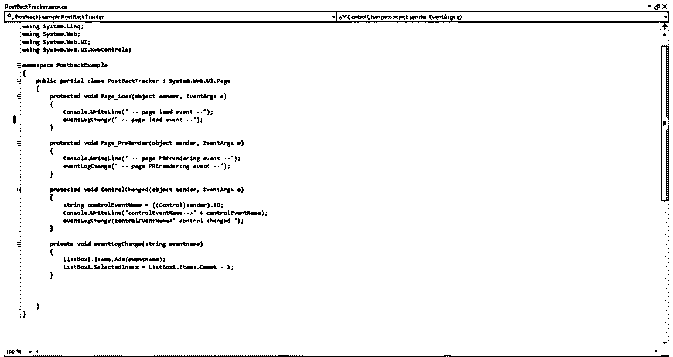 PostBackTracker.aspx.cs
PostBackExample.PostBackTracker
ControlChanged(object sender, EventArgs e)
using System.Linq;
using System.Web;
using System.Web.UI;
using System.Web.UI.WebControls;
namespace PostBackExample
{
public partial class PostBackTracker : System.Web.UI.Page
{
protected void Page_Load(object sender, EventArgs e)
{
Console.WriteLine(" -- page load event --");
eventLogChange(" -- page load event --");
}
protected void Page_PreRender(object sender, EventArgs e)
{
Console.WriteLine(" -- page PRErendering event --");
eventLogChange(" -- page PRErendering event --");
}
protected void ControlChanged(object sender, EventArgs e)
{
string controlEventName = ((Control)sender).ID;
Console.WriteLine("controlEventName-->" + controlEventName);
eventLogChange(controlEventName+" control changed ");
}
private void eventLogChange(string eventname)
{
ListBox1.Items.Add(eventname);
ListBox1.SelectedIndex = ListBox1.Items.Count - 1;
}
}
}
100 %